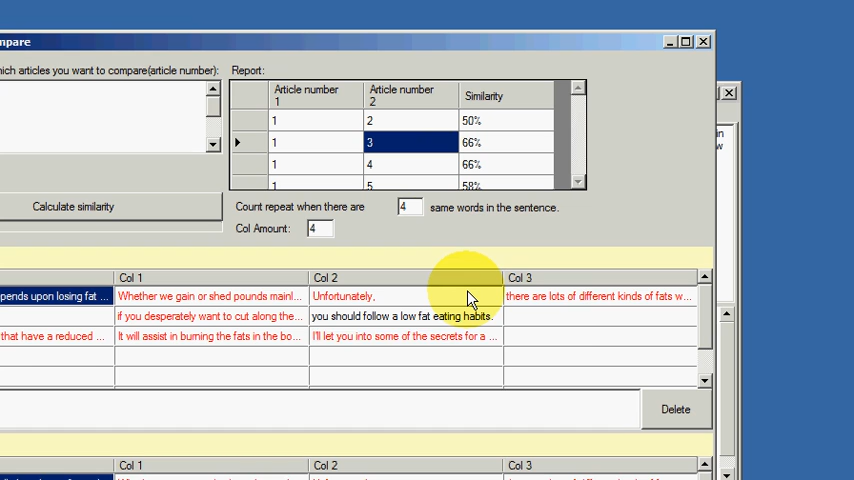 mpare
hich articles you want to compare(article number):
Report:
Article number 1
Article number 2
Similarity
1 2 50%
1 3 66%
1 4 66%
1 5 58%
Calculate similarity
Count repeat when there are 4 same words in the sentence.
Col Amount: 4
in
w
Col 1 Col 2 Col 3
pends upon losing fat ... Whether we gain or shed pounds mainl... Unfortunately, there are lots of different kinds of fats w...
if you desperately want to cut along the... you should follow a low fat eating habits.
that have a reduced ... It will assist in burning the fats in the bo... I'll let you into some of the secrets for a ...
Delete
Col 1 Col 2 Col 3